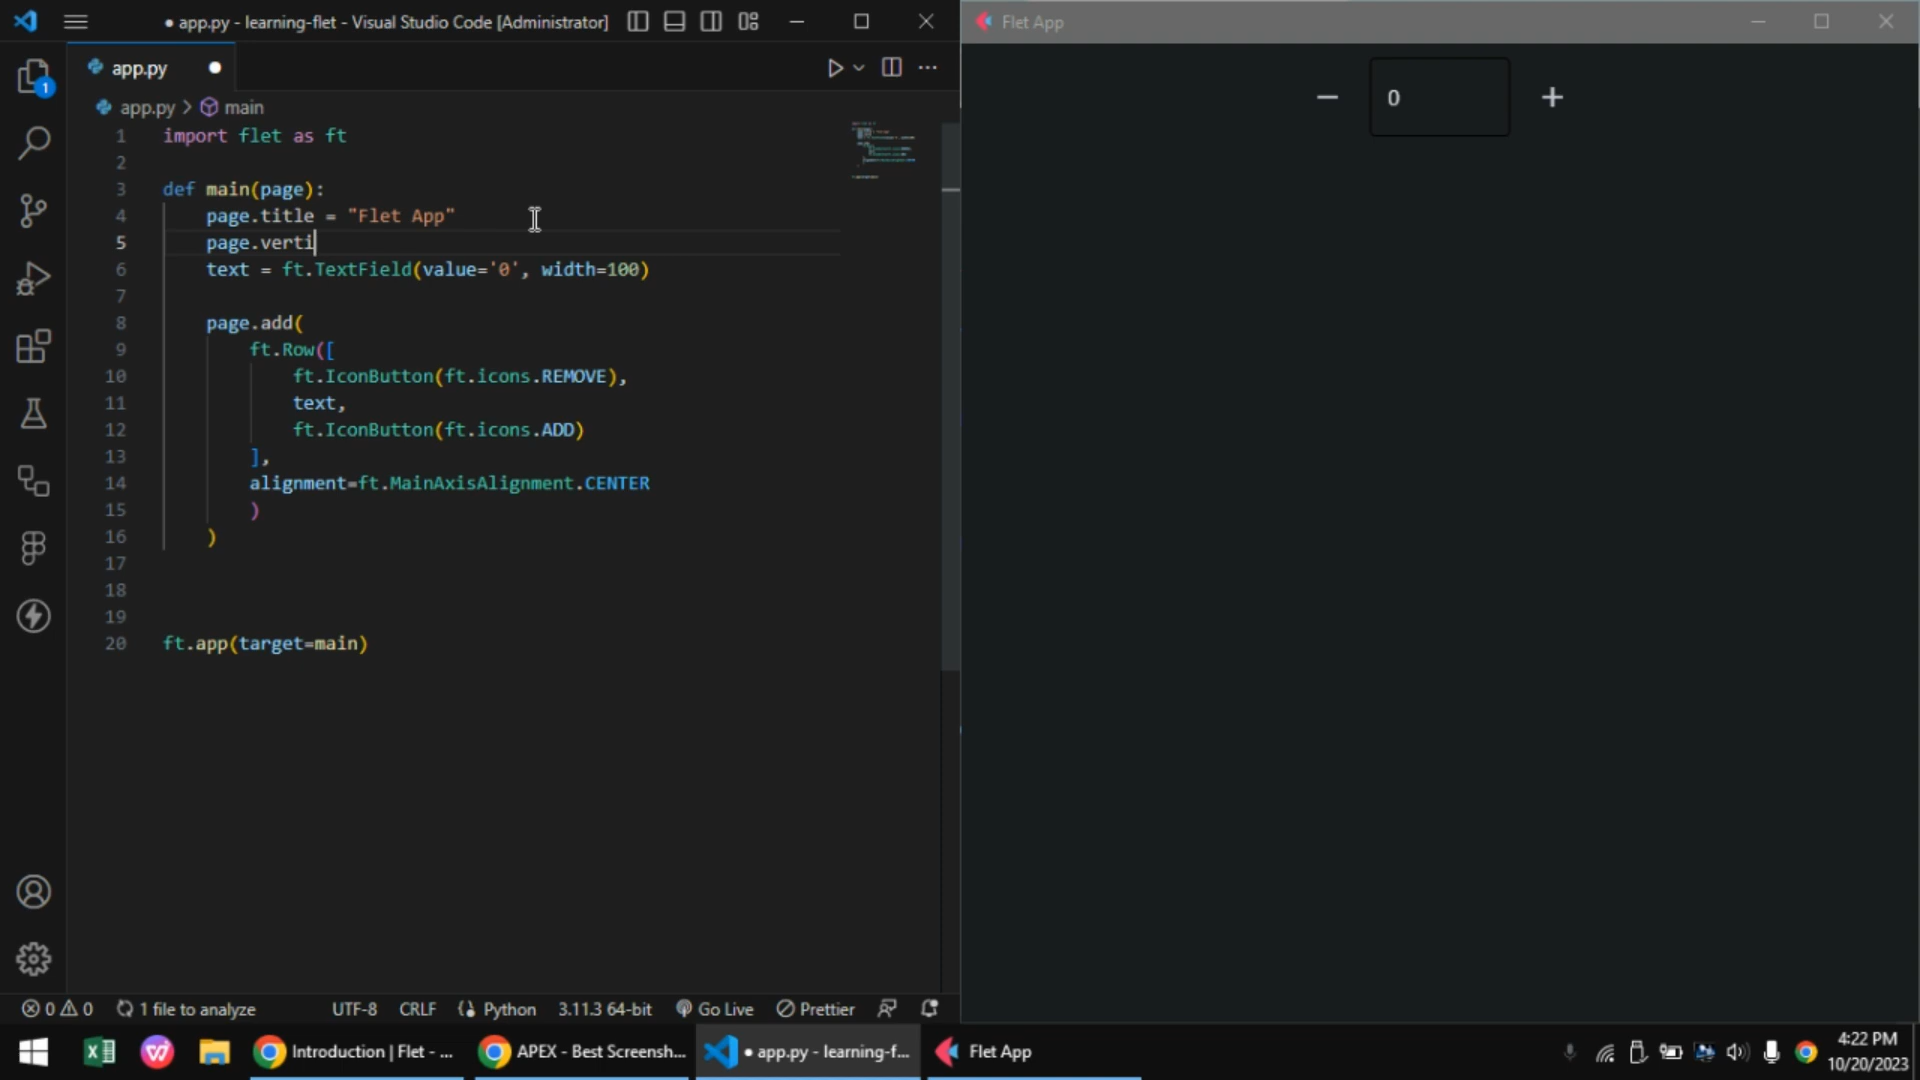 ● app.py - learning-flet - Visual Studio Code [Administrator]
Flet App
app.py
app.py > main
1 import flet as ft
2
3 def main(page):
4 page.title = "Flet App"
5 page.verti
6 text = ft.TextField(value='0', width=100)
7
8 page.add(
9 ft.Row([
10 ft.IconButton(ft.icons.REMOVE),
11 text,
12 ft.IconButton(ft.icons.ADD)
13 ],
14 alignment=ft.MainAxisAlignment.CENTER
15 )
16 )
17
18
19
20 ft.app(target=main)
− 0 +
1
0 0 1 file to analyze UTF-8 CRLF Python 3.11.3 64-bit Go Live Prettier
Introduction | Flet - ... APEX - Best Screensh... ● app.py - learning-f... Flet App
4:22 PM
10/20/2023